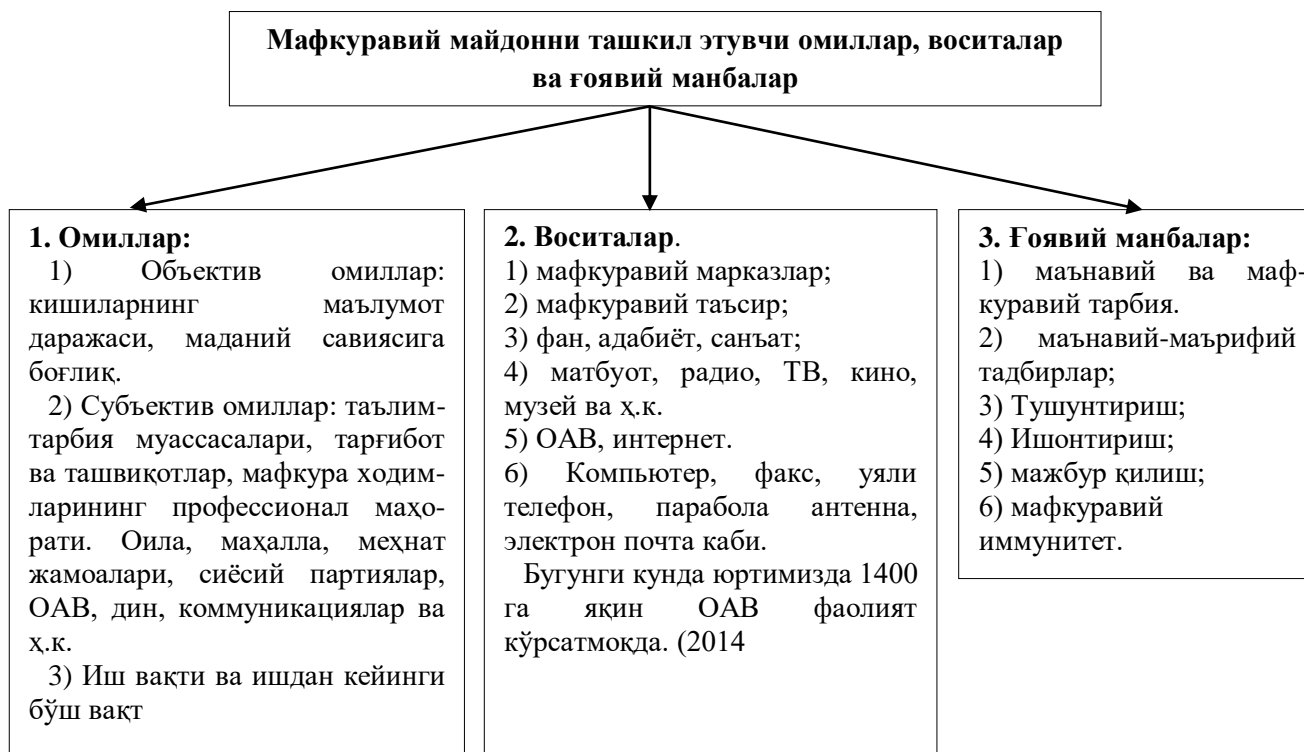 Мафкуравий майдонни ташкил этувчи омиллар, воситалар
ва ғоявий манбалар
1. Омиллар:
1) Объектив омиллар:
кишиларнинг маълумот
даражаси, маданий савиясига
боғлиқ.
2) Субъектив омиллар: таълим-
тарбия муассасалари, тарғибот
ва ташвиқотлар, мафкура ходим-
ларининг профессионал маҳо-
рати. Оила, маҳалла, меҳнат
жамоалари, сиёсий партиялар,
ОАВ, дин, коммуникациялар ва
ҳ.к.
3) Иш вақти ва ишдан кейинги
бўш вақт
2. Воситалар.
1) мафкуравий марказлар;
2) мафкуравий таъсир;
3) фан, адабиёт, санъат;
4) матбуот, радио, ТВ, кино,
музей ва ҳ.к.
5) ОАВ, интернет.
6) Компьютер, факс, уяли
телефон, парабола антенна,
электрон почта каби.
Бугунги кунда юртимизда 1400
га яқин ОАВ фаолият
кўрсатмоқда. (2014
3. Ғоявий манбалар:
1) маънавий ва маф-
куравий тарбия.
2) маънавий-маърифий
тадбирлар;
3) Тушунтириш;
4) Ишонтириш;
5) мажбур қилиш;
6) мафкуравий
иммунитет.